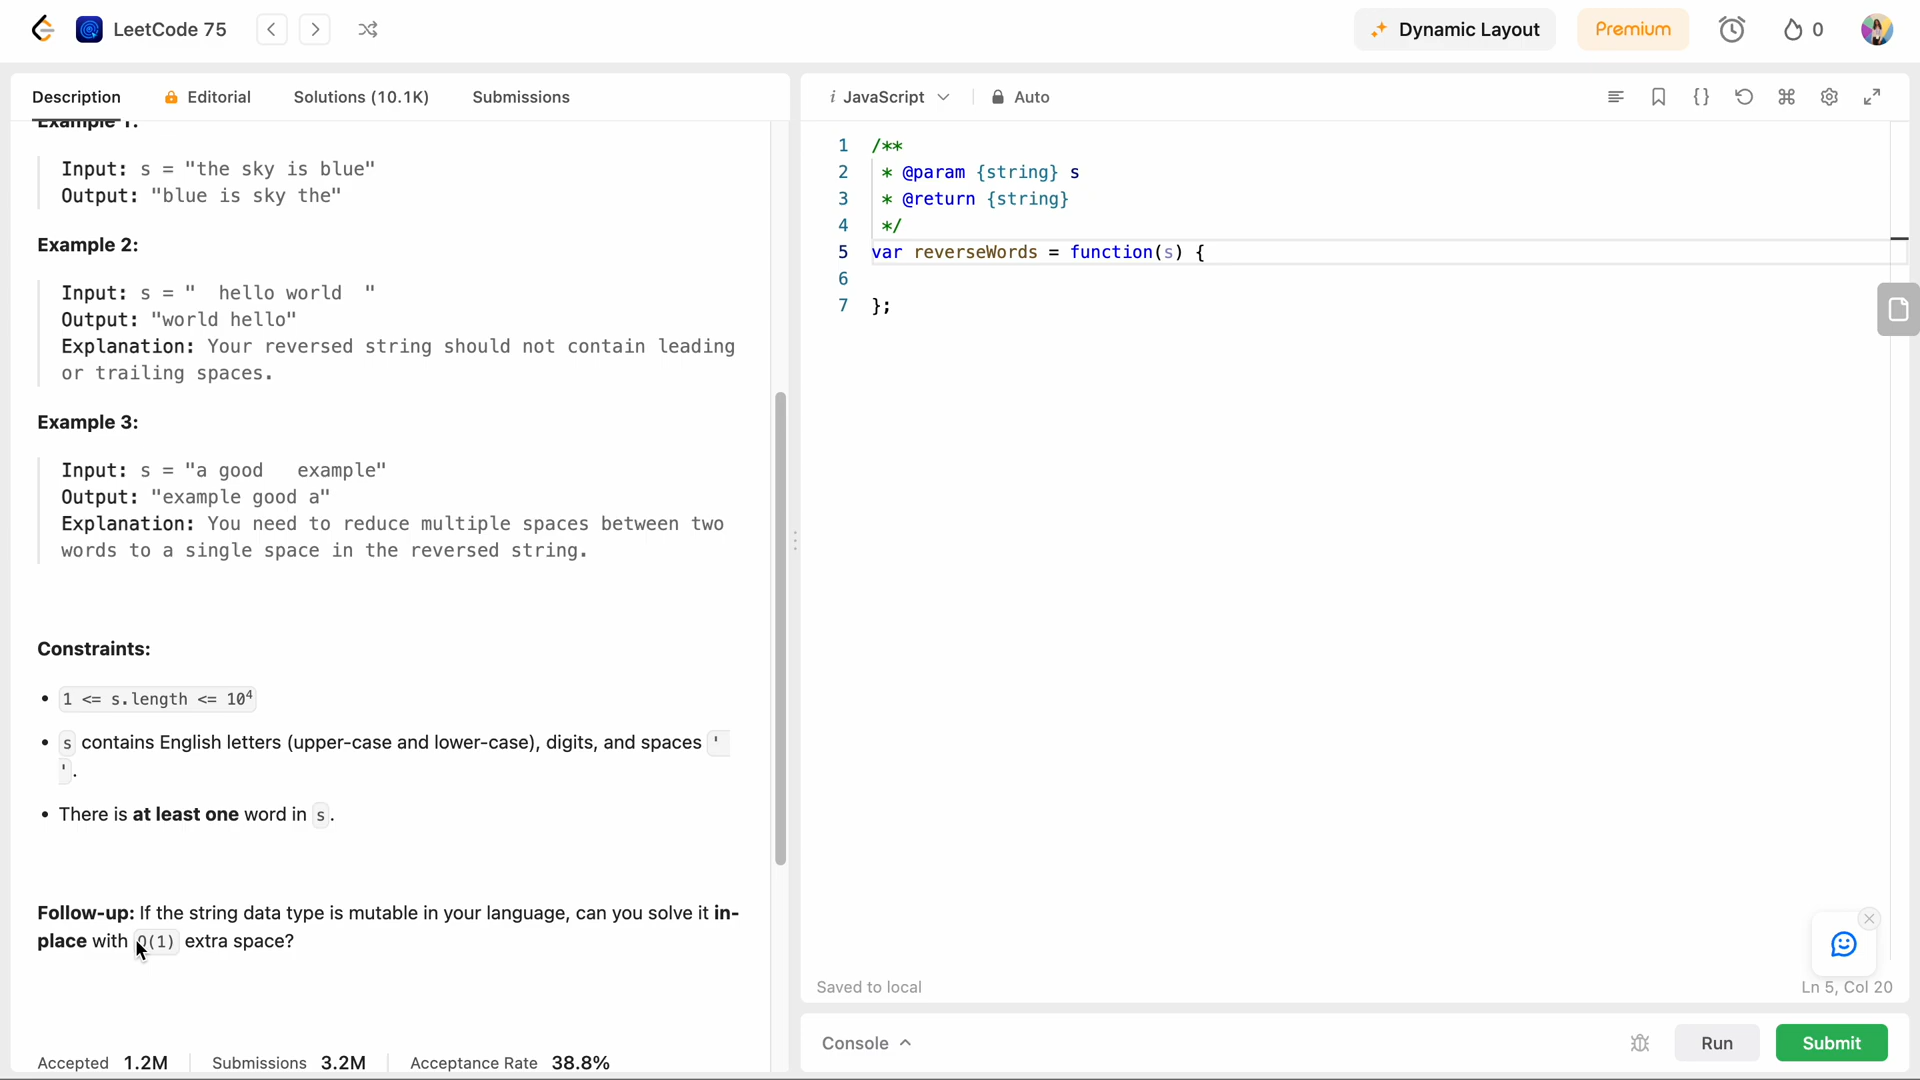 LeetCode 75
Dynamic Layout
Premium
0
Description
Editorial
Solutions (10.1K)
Submissions
Example 1:
Input: s = "the sky is blue"
Output: "blue is sky the"
Example 2:
Input: s = "  hello world  "
Output: "world hello"
Explanation: Your reversed string should not contain leading
or trailing spaces.
Example 3:
Input: s = "a good   example"
Output: "example good a"
Explanation: You need to reduce multiple spaces between two
words to a single space in the reversed string.
Constraints:
• 1 <= s.length <= 10⁴
• s contains English letters (upper-case and lower-case), digits, and spaces '
'.
• There is at least one word in s.
Follow-up: If the string data type is mutable in your language, can you solve it in-
place with O(1) extra space?
Accepted 1.2M
Submissions 3.2M
Acceptance Rate 38.8%
i JavaScript
Auto
1 /**
2  * @param {string} s
3  * @return {string}
4  */
5 var reverseWords = function(s) {
6
7 };
Saved to local
Ln 5, Col 20
Console
Run
Submit